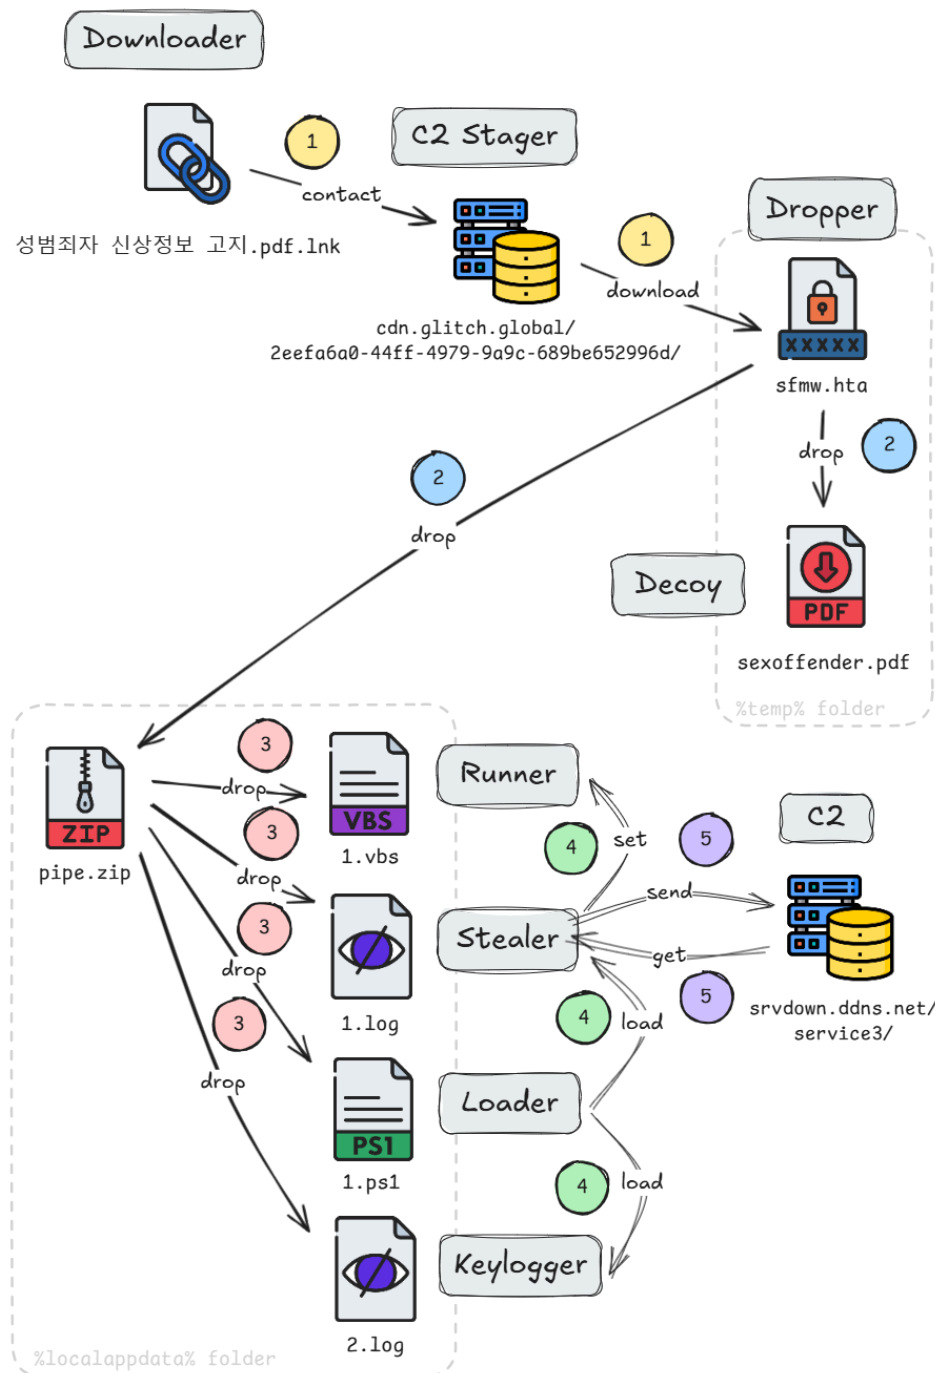 Downloader
1
C2 Stager
contact
성범죄자 신상정보 고지.pdf.lnk
Dropper
1
download
cdn.glitch.global/
2eefa6a0-44ff-4979-9a9c-689be652996d/
XXXXX
sfmw.hta
drop
2
2
drop
Decoy
PDF
sexoffender.pdf
%temp% folder
ZIP
pipe.zip
3
drop
VBS
1.vbs
Runner
3
drop
4
set
5
C2
send
Stealer
get
3
drop
1.log
4
load
5
srvdown.ddns.net/
service3/
3
drop
PS1
1.ps1
Loader
4
load
Keylogger
2.log
%localappdata% folder